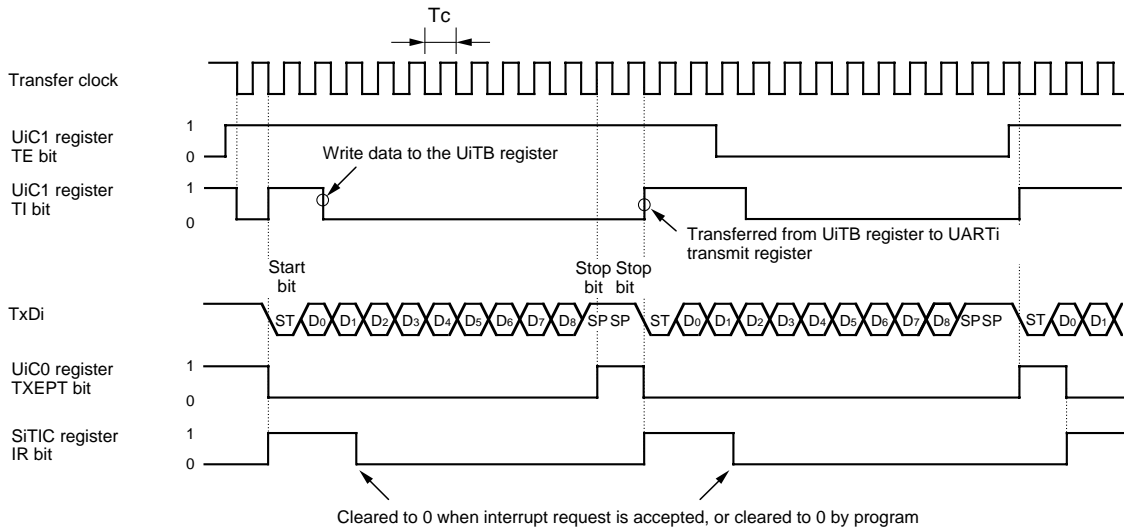 Tc
Transfer clock
UiC1 register
TE bit
1
0
Write data to the UiTB register
UiC1 register
TI bit
1
0
Transferred from UiTB register to UARTi
transmit register
Start
bit
Stop Stop
bit bit
TxDi
ST D0 D1 D2 D3 D4 D5 D6 D7 D8 SP SP ST D0 D1 D2 D3 D4 D5 D6 D7 D8 SP SP ST D0 D1
UiC0 register
TXEPT bit
1
0
SiTIC register
IR bit
1
0
Cleared to 0 when interrupt request is accepted, or cleared to 0 by program